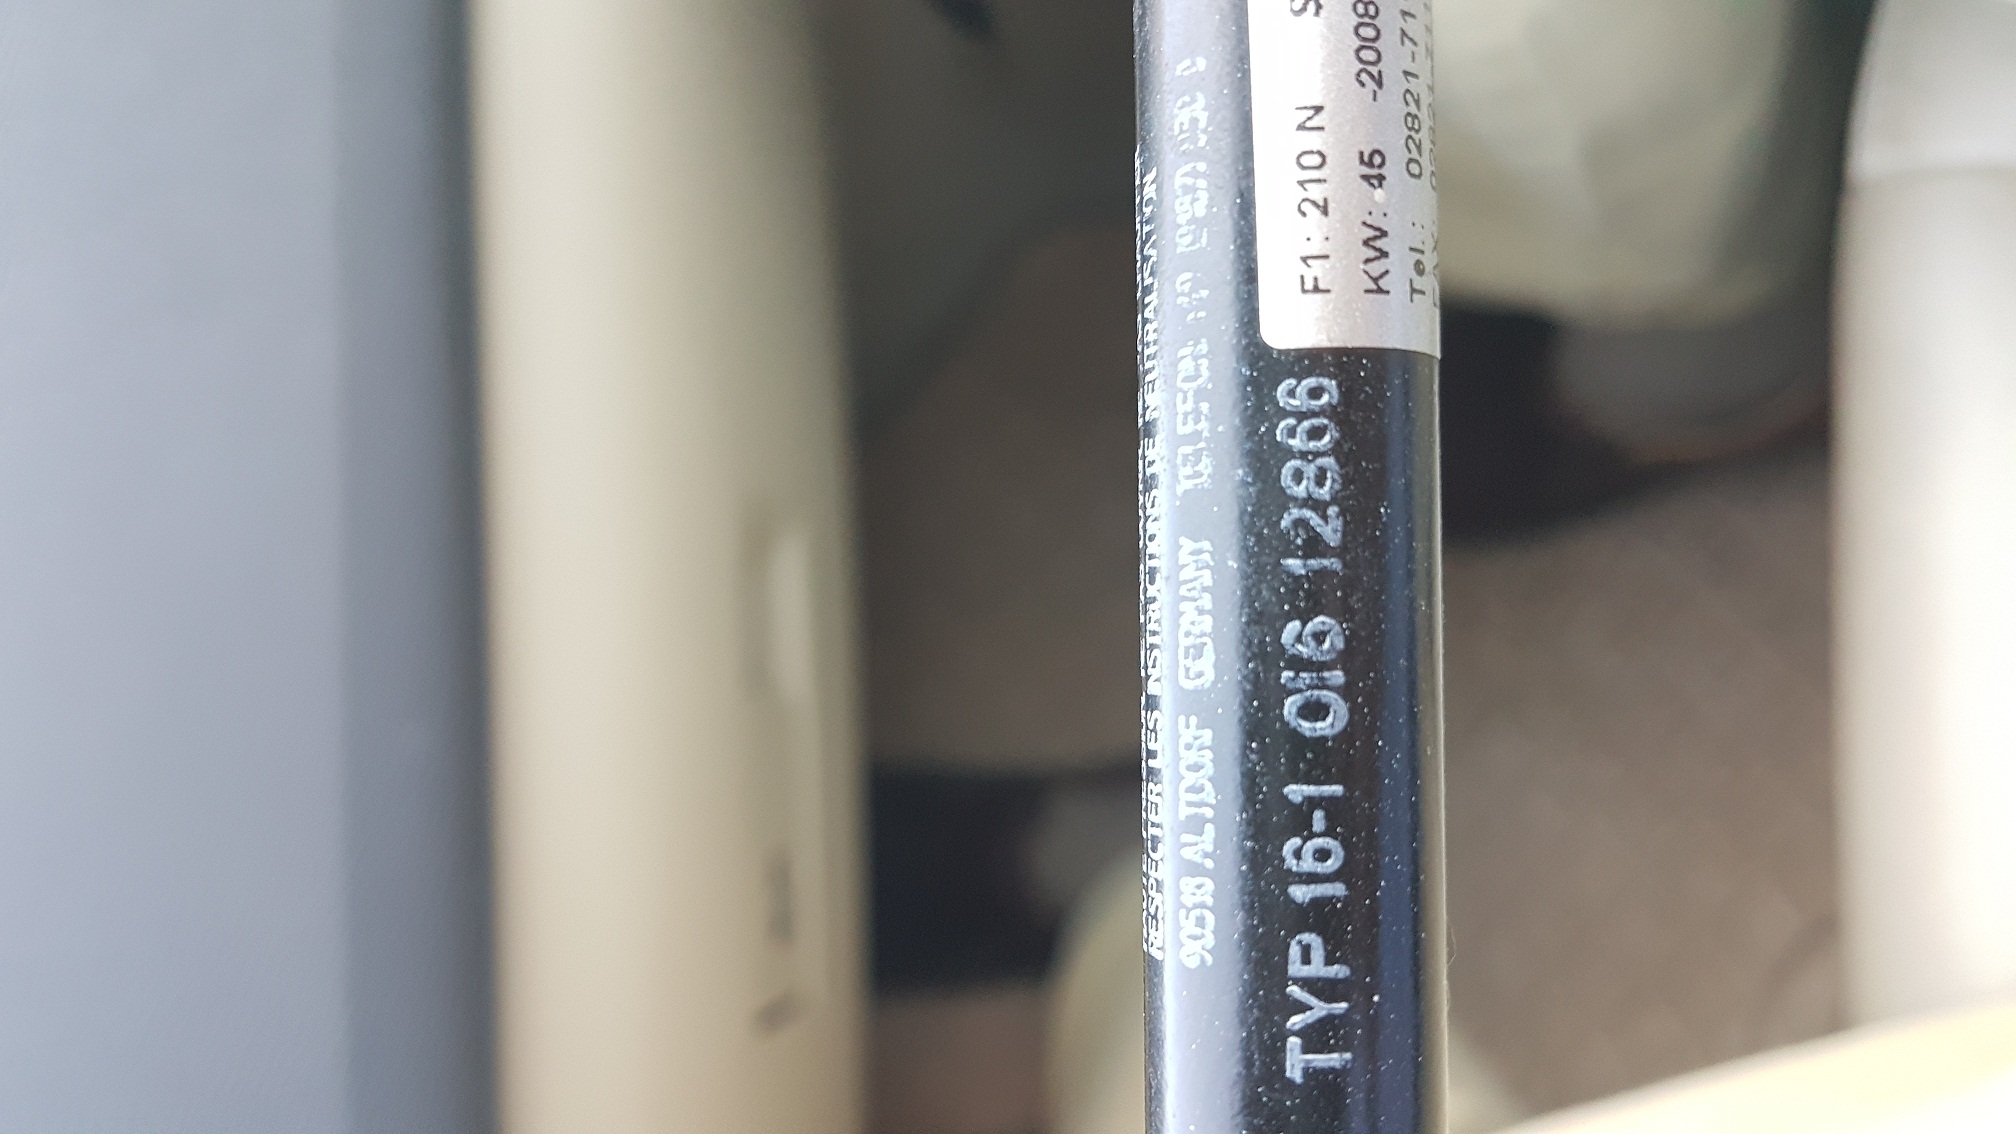 RESPECTER LES INSTRUCTIONS DE NEUTRALISATION
90518 ALTDORF GERMANY TELEFON
TYP 16-1 016 12866
F1: 210 N S
KW: 45 -2008
Tel.: 02821-71